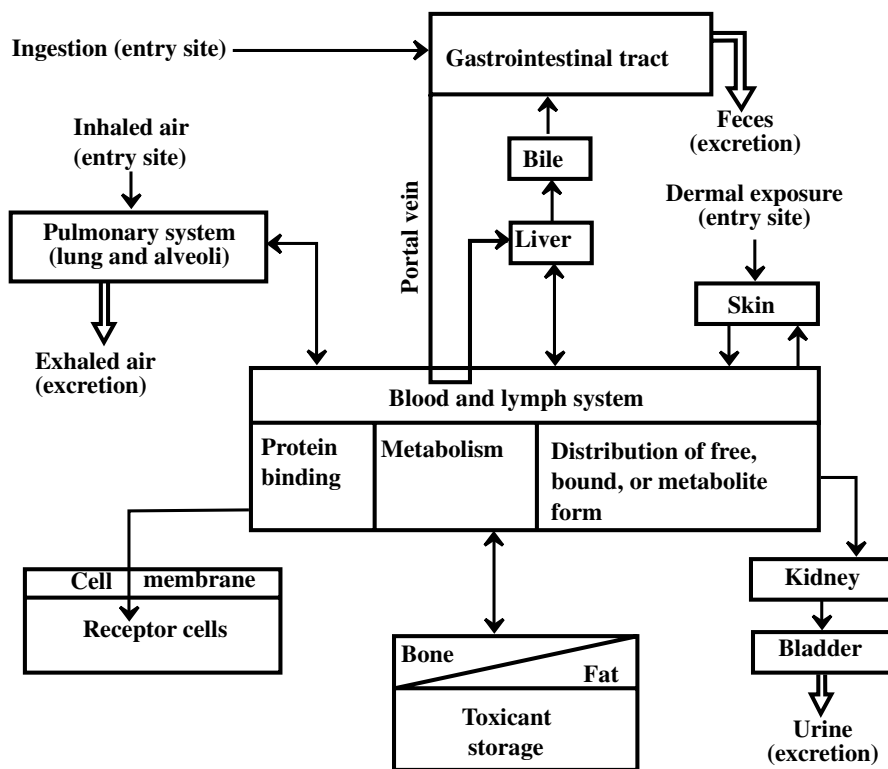 Ingestion (entry site)
Gastrointestinal tract
Feces
(excretion)
Inhaled air
(entry site)
Bile
Portal vein
Dermal exposure
(entry site)
Pulmonary system
(lung and alveoli)
Liver
Skin
Exhaled air
(excretion)
Blood and lymph system
Protein
binding
Metabolism
Distribution of free,
bound, or metabolite
form
Cell membrane
Receptor cells
Kidney
Bladder
Urine
(excretion)
Bone
Fat
Toxicant
storage